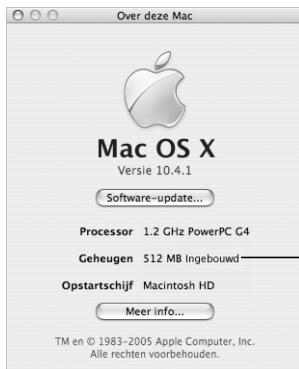 Over deze Mac
Mac OS X
Versie 10.4.1
Software-update...
Processor 1.2 GHz PowerPC G4
Geheugen 512 MB Ingebouwd
Opstartschijf Macintosh HD
Meer info...
TM en © 1983-2005 Apple Computer, Inc.
Alle rechten voorbehouden.